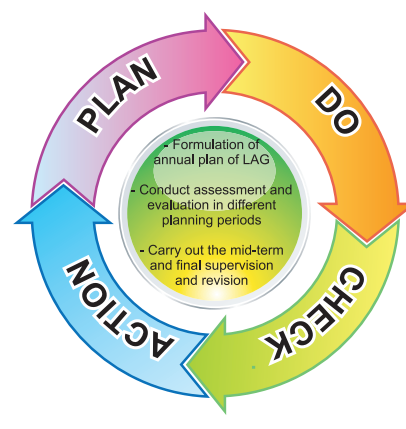 PLAN
DO
- Formulation of
annual plan of LAG
- Conduct assessment and
evaluation in different
planning periods
- Carry out the mid-term
and final supervision
and revision
CHECK
ACTION